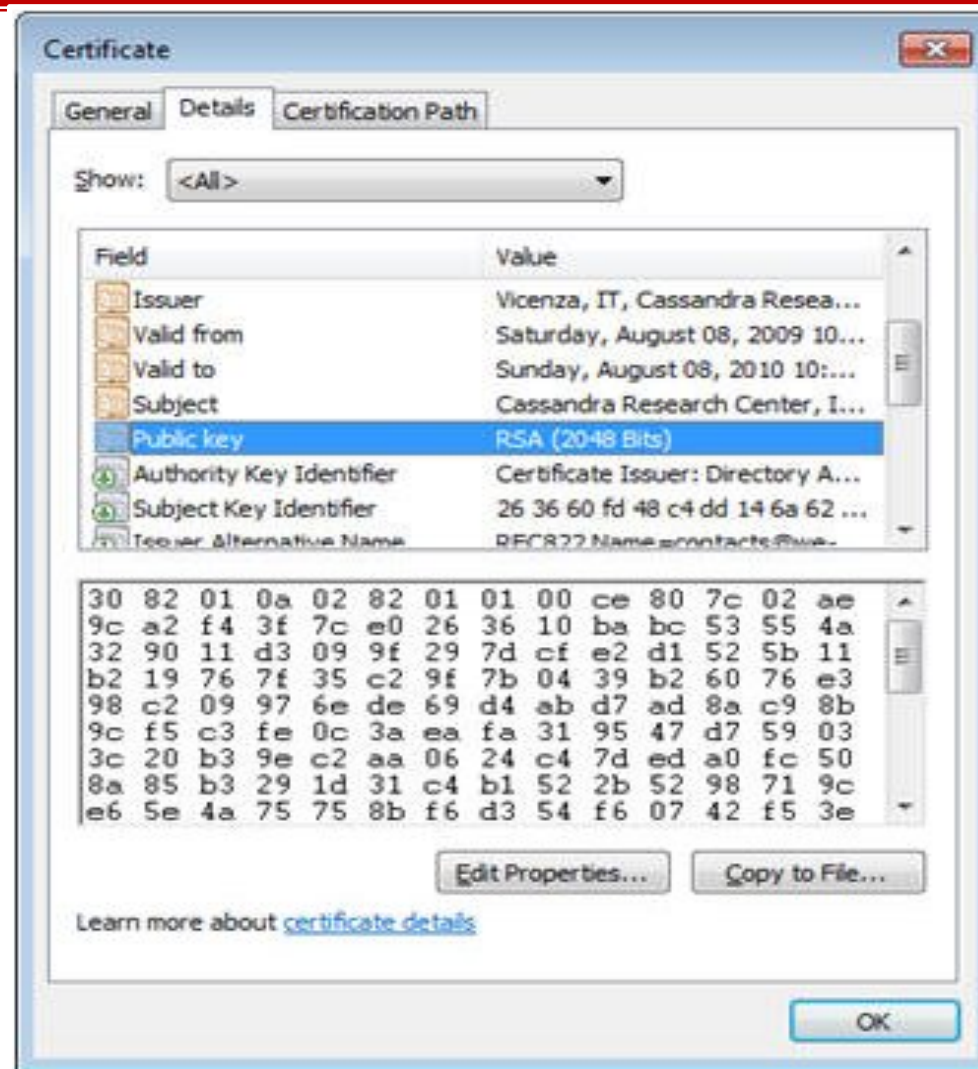 Certificate
General Details Certification Path
Show: <All>
Field Value
Issuer Vicenza, IT, Cassandra Resea...
Valid from Saturday, August 08, 2009 10...
Valid to Sunday, August 08, 2010 10:...
Subject Cassandra Research Center, I...
Public key RSA (2048 Bits)
Authority Key Identifier Certificate Issuer: Directory A...
Subject Key Identifier 26 36 60 fd 48 c4 dd 14 6a 62 ...
Issuer Alternative Name RFC822 Name=contacts@we-
30 82 01 0a 02 82 01 01 00 ce 80 7c 02 ae
9c a2 f4 3f 7c e0 26 36 10 ba bc 53 55 4a
32 90 11 d3 09 9f 29 7d cf e2 d1 52 5b 11
b2 19 76 7f 35 c2 9f 7b 04 39 b2 60 76 e3
98 c2 09 97 6e de 69 d4 ab d7 ad 8a c9 8b
9c f5 c3 fe 0c 3a ea fa 31 95 47 d7 59 03
3c 20 b3 9e c2 aa 06 24 c4 7d ed a0 fc 50
8a 85 b3 29 1d 31 c4 b1 52 2b 52 98 71 9c
e6 5e 4a 75 75 8b f6 d3 54 f6 07 42 f5 3e
Edit Properties... Copy to File...
Learn more about certificate details
OK